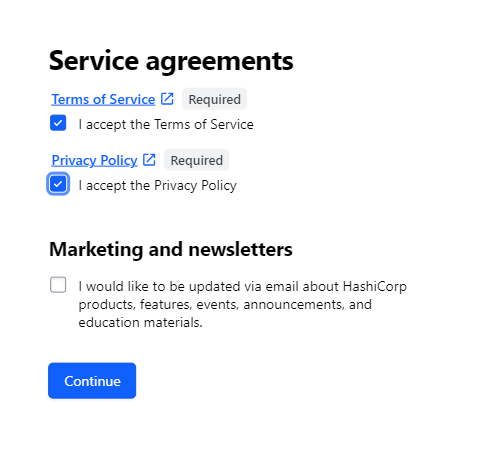 Service agreements
Terms of Service Required
I accept the Terms of Service
Privacy Policy Required
I accept the Privacy Policy
Marketing and newsletters
I would like to be updated via email about HashiCorp
products, features, events, announcements, and
education materials.
Continue